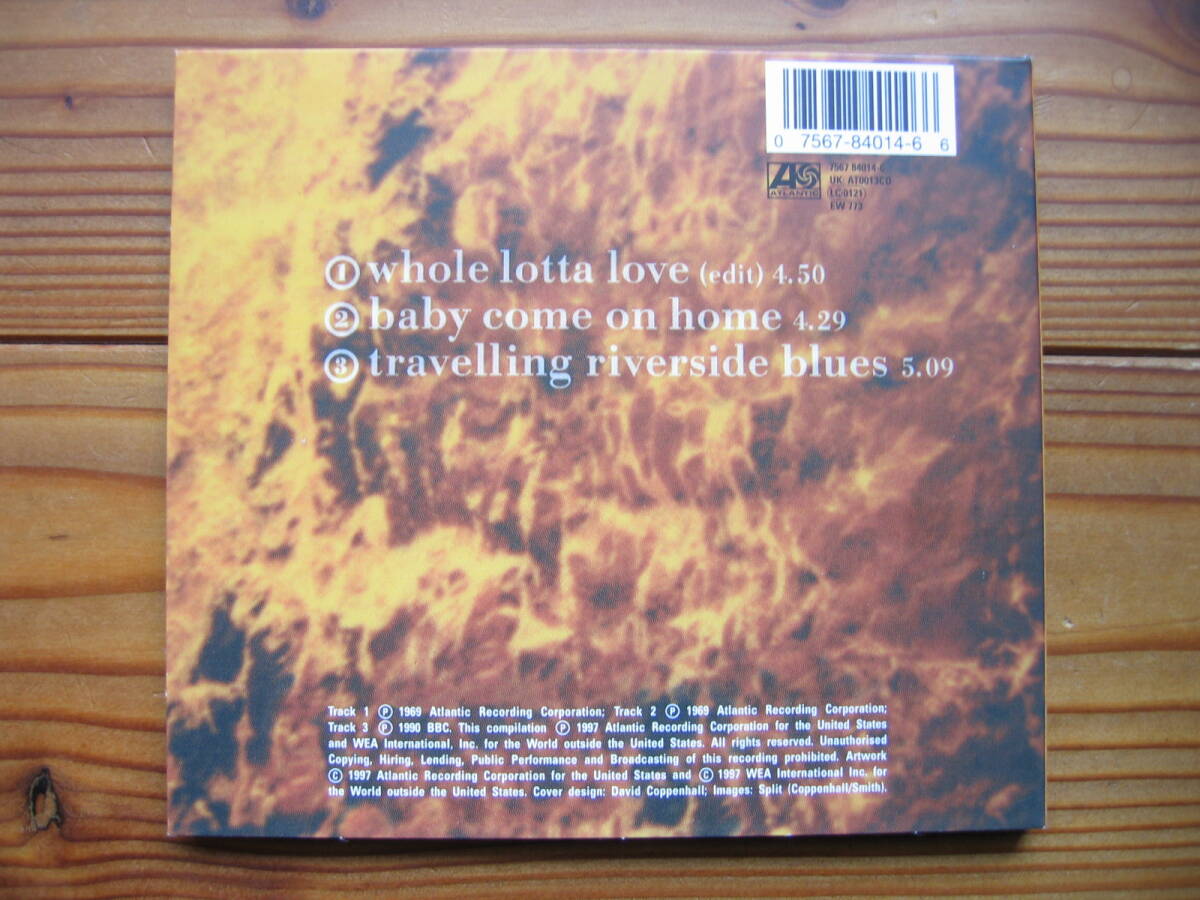 0 7567-84014-6 6
ATLANTIC
7567 84014-6
UK: AT0013CD
(LC 0121)
EW 773
1 whole lotta love (edit) 4.50
2 baby come on home 4.29
3 travelling riverside blues 5.09
Track 1 ℗ 1969 Atlantic Recording Corporation; Track 2 ℗ 1969 Atlantic Recording Corporation;
Track 3 ℗ 1990 BBC. This compilation ℗ 1997 Atlantic Recording Corporation for the United States
and WEA International, Inc. for the World outside the United States. All rights reserved. Unauthorised
Copying, Hiring, Lending, Public Performance and Broadcasting of this recording prohibited. Artwork
© 1997 Atlantic Recording Corporation for the United States and © 1997 WEA International Inc. for
the World outside the United States. Cover design: David Coppenhall; Images: Split (Coppenhall/Smith).